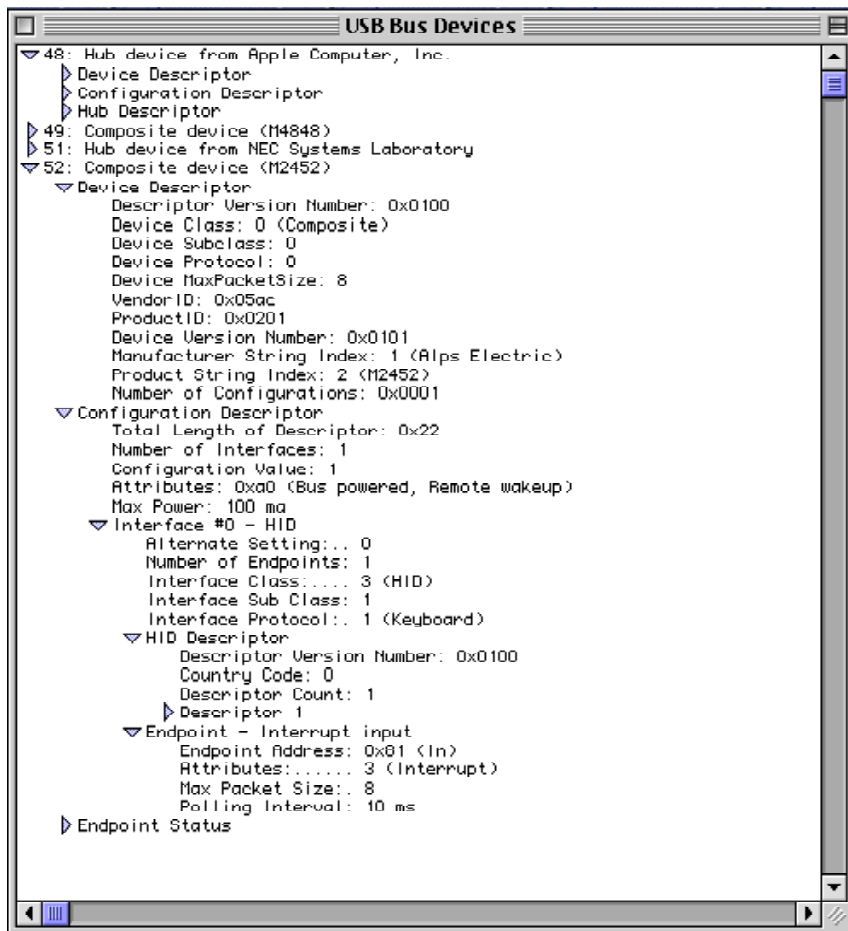 USB Bus Devices
48: Hub device from Apple Computer, Inc.
Device Descriptor
Configuration Descriptor
Hub Descriptor
49: Composite device (M4848)
51: Hub device from NEC Systems Laboratory
52: Composite device (M2452)
Device Descriptor
Descriptor Version Number: 0x0100
Device Class: 0 (Composite)
Device Subclass: 0
Device Protocol: 0
Device MaxPacketSize: 8
VendorID: 0x05ac
ProductID: 0x0201
Device Version Number: 0x0101
Manufacturer String Index: 1 (Alps Electric)
Product String Index: 2 (M2452)
Number of Configurations: 0x0001
Configuration Descriptor
Total Length of Descriptor: 0x22
Number of Interfaces: 1
Configuration Value: 1
Attributes: 0xa0 (Bus powered, Remote wakeup)
Max Power: 100 ma
Interface #0 - HID
Alternate Setting:.. 0
Number of Endpoints: 1
Interface Class:.... 3 (HID)
Interface Sub Class: 1
Interface Protocol:. 1 (Keyboard)
HID Descriptor
Descriptor Version Number: 0x0100
Country Code: 0
Descriptor Count: 1
Descriptor 1
Endpoint - Interrupt input
Endpoint Address: 0x81 (In)
Attributes:...... 3 (Interrupt)
Max Packet Size:. 8
Polling Interval: 10 ms
Endpoint Status